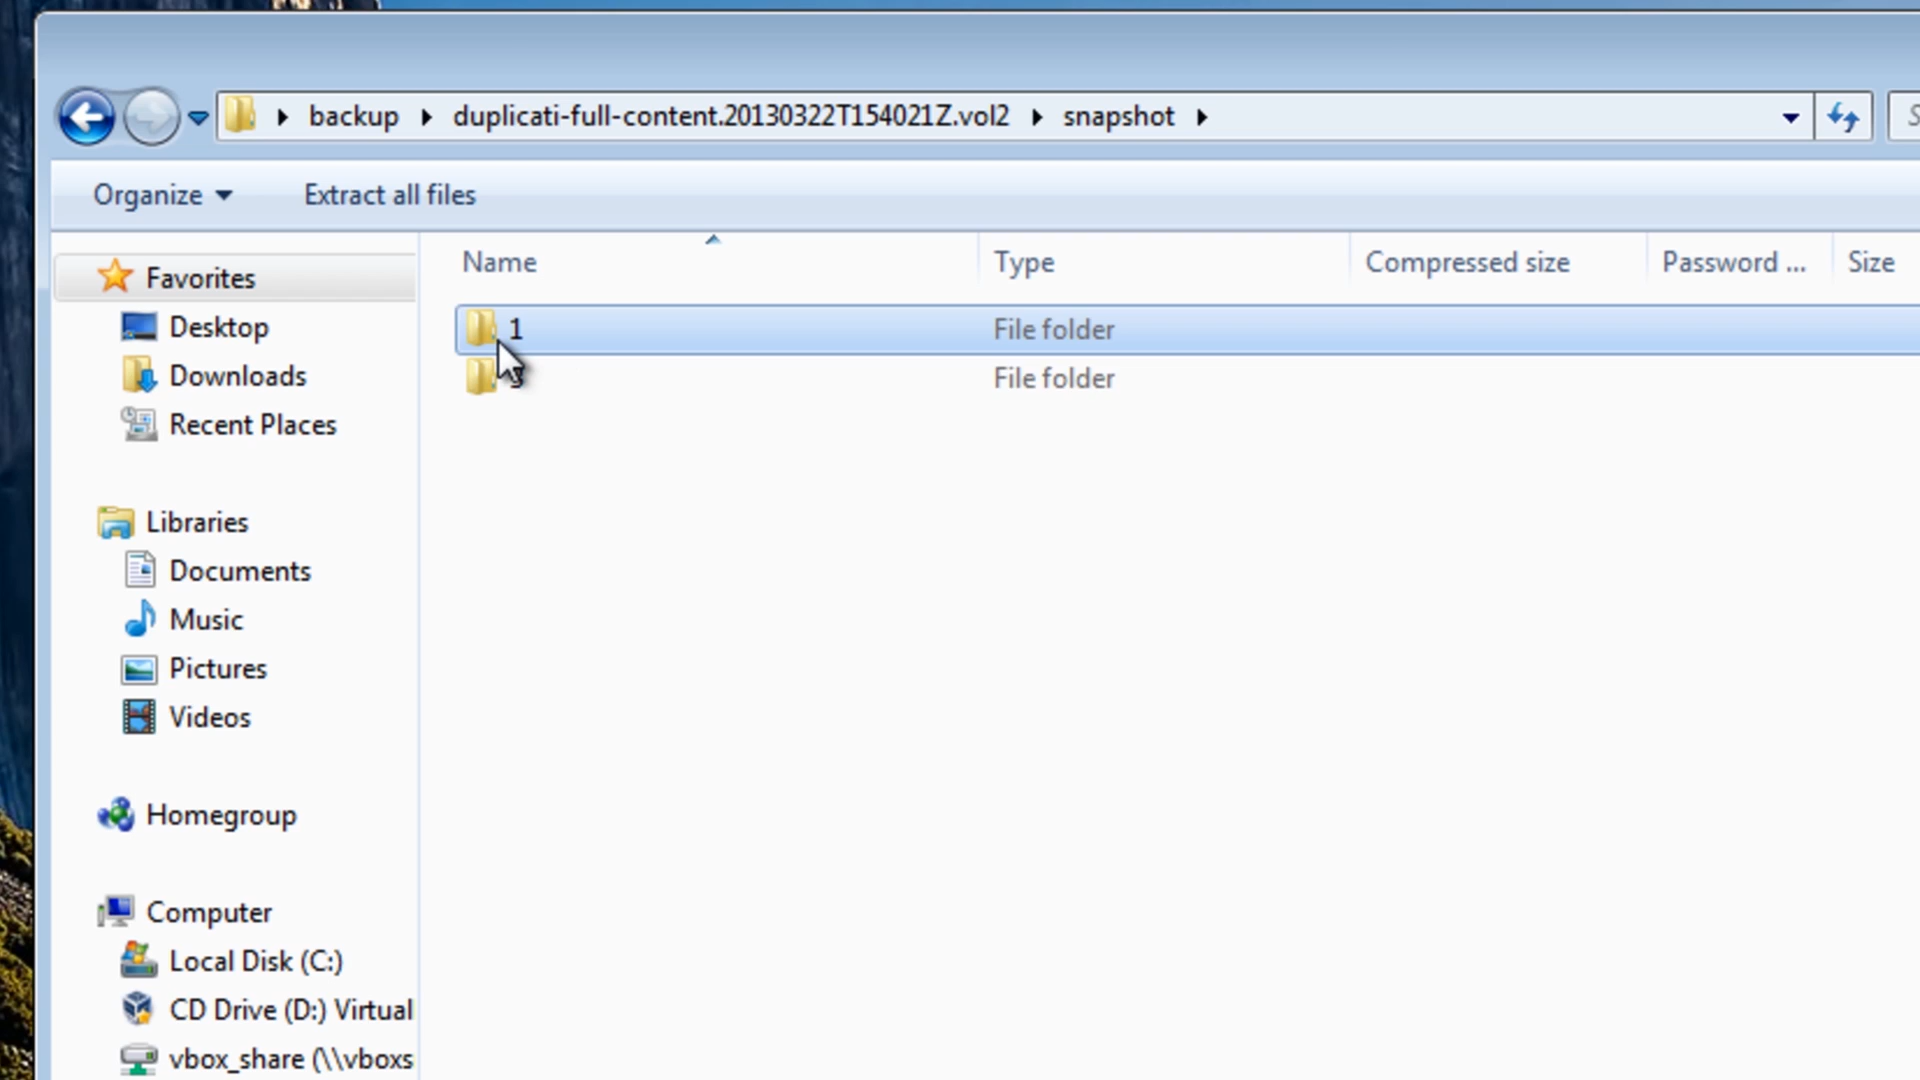 backup duplicati-full-content.20130322T154021Z.vol2 snapshot
Organize Extract all files
Name Type Compressed size Password ... Size
Favorites
Desktop
Downloads
Recent Places
Libraries
Documents
Music
Pictures
Videos
Homegroup
Computer
Local Disk (C:)
CD Drive (D:) Virtual
vbox_share (\\vboxs
1 File folder
File folder